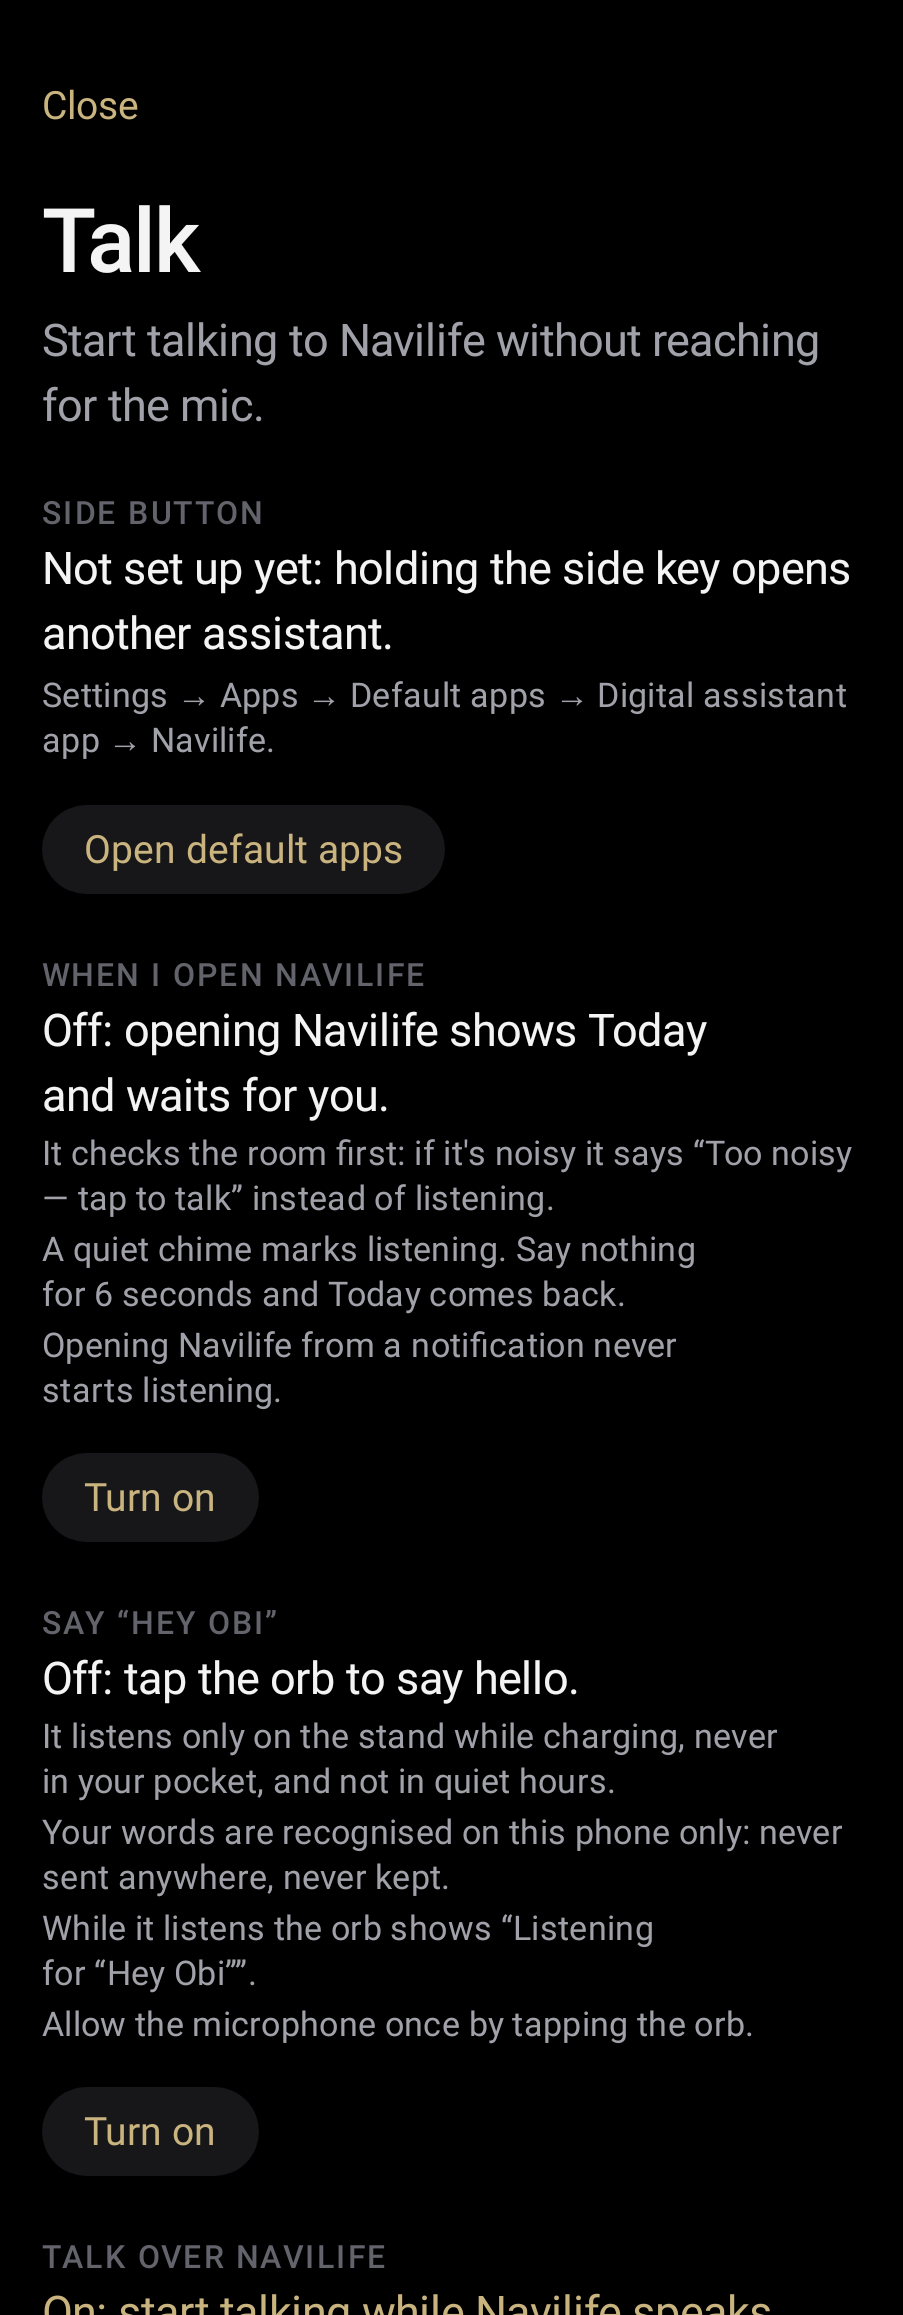 Close
Talk
Start talking to Navilife without reaching
for the mic.
SIDE BUTTON
Not set up yet: holding the side key opens
another assistant.
Settings → Apps → Default apps → Digital assistant
app → Navilife.
Open default apps
WHEN I OPEN NAVILIFE
Off: opening Navilife shows Today
and waits for you.
It checks the room first: if it's noisy it says “Too noisy
— tap to talk” instead of listening.
A quiet chime marks listening. Say nothing
for 6 seconds and Today comes back.
Opening Navilife from a notification never
starts listening.
Turn on
SAY “HEY OBI”
Off: tap the orb to say hello.
It listens only on the stand while charging, never
in your pocket, and not in quiet hours.
Your words are recognised on this phone only: never
sent anywhere, never kept.
While it listens the orb shows “Listening
for “Hey Obi””.
Allow the microphone once by tapping the orb.
Turn on
TALK OVER NAVILIFE
On: start talking while Navilife speaks